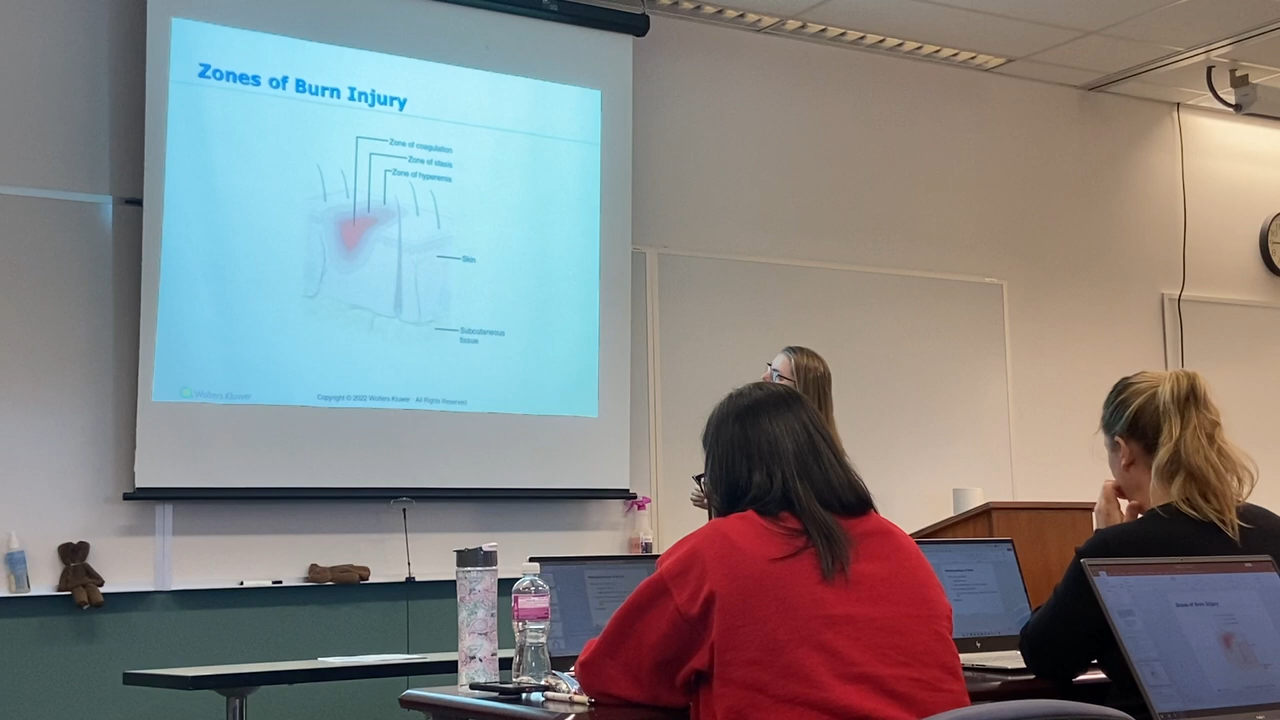 Zones of Burn Injury
Zone of coagulation
Zone of stasis
Zone of hyperemia
Skin
Subcutaneous
tissue
Wolters Kluwer
Copyright © 2022 Wolters Kluwer · All Rights Reserved
Zones of Burn Injury